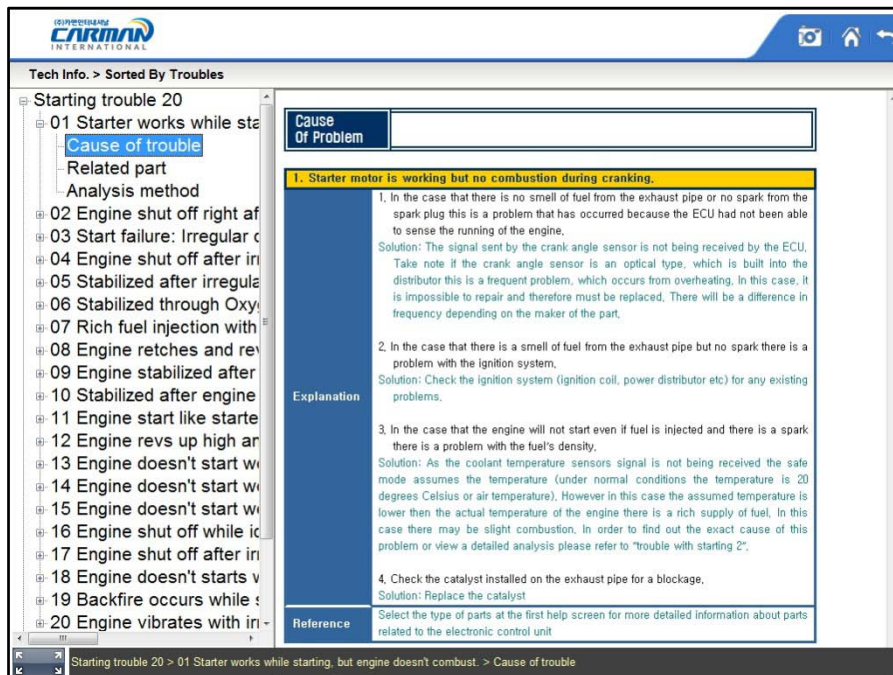 (주)카맨인터내셔날
CARMAN
INTERNATIONAL
Tech Info. > Sorted By Troubles
Starting trouble 20
01 Starter works while sta
Cause of trouble
Related part
Analysis method
02 Engine shut off right af
03 Start failure: Irregular c
04 Engine shut off after irr
05 Stabilized after irregula
06 Stabilized through Oxy
07 Rich fuel injection with
08 Engine retches and rev
09 Engine stabilized after
10 Stabilized after engine
11 Engine start like starte
12 Engine revs up high an
13 Engine doesn't start we
14 Engine doesn't start we
15 Engine doesn't start we
16 Engine shut off while id
17 Engine shut off after irr
18 Engine doesn't starts w
19 Backfire occurs while s
20 Engine vibrates with irr
Cause
Of Problem
1. Starter motor is working but no combustion during cranking.
Explanation
1. In the case that there is no smell of fuel from the exhaust pipe or no spark from the
spark plug this is a problem that has occurred because the ECU had not been able
to sense the running of the engine.
Solution: The signal sent by the crank angle sensor is not being received by the ECU.
Take note if the crank angle sensor is an optical type, which is built into the
distributor this is a frequent problem, which occurs from overheating. In this case, it
is impossible to repair and therefore must be replaced. There will be a difference in
frequency depending on the maker of the part.
2. In the case that there is a smell of fuel from the exhaust pipe but no spark there is a
problem with the ignition system.
Solution: Check the ignition system (ignition coil, power distributor etc) for any existing
problems.
3. In the case that the engine will not start even if fuel is injected and there is a spark
there is a problem with the fuel's density.
Solution: As the coolant temperature sensors signal is not being received the safe
mode assumes the temperature (under normal conditions the temperature is 20
degrees Celsius or air temperature). However in this case the assumed temperature is
lower then the actual temperature of the engine there is a rich supply of fuel. In this
case there may be slight combustion. In order to find out the exact cause of this
problem or view a detailed analysis please refer to "trouble with starting 2".
4. Check the catalyst installed on the exhaust pipe for a blockage.
Solution: Replace the catalyst
Reference
Select the type of parts at the first help screen for more detailed information about parts
related to the electronic control unit
Starting trouble 20 > 01 Starter works while starting, but engine doesn't combust. > Cause of trouble